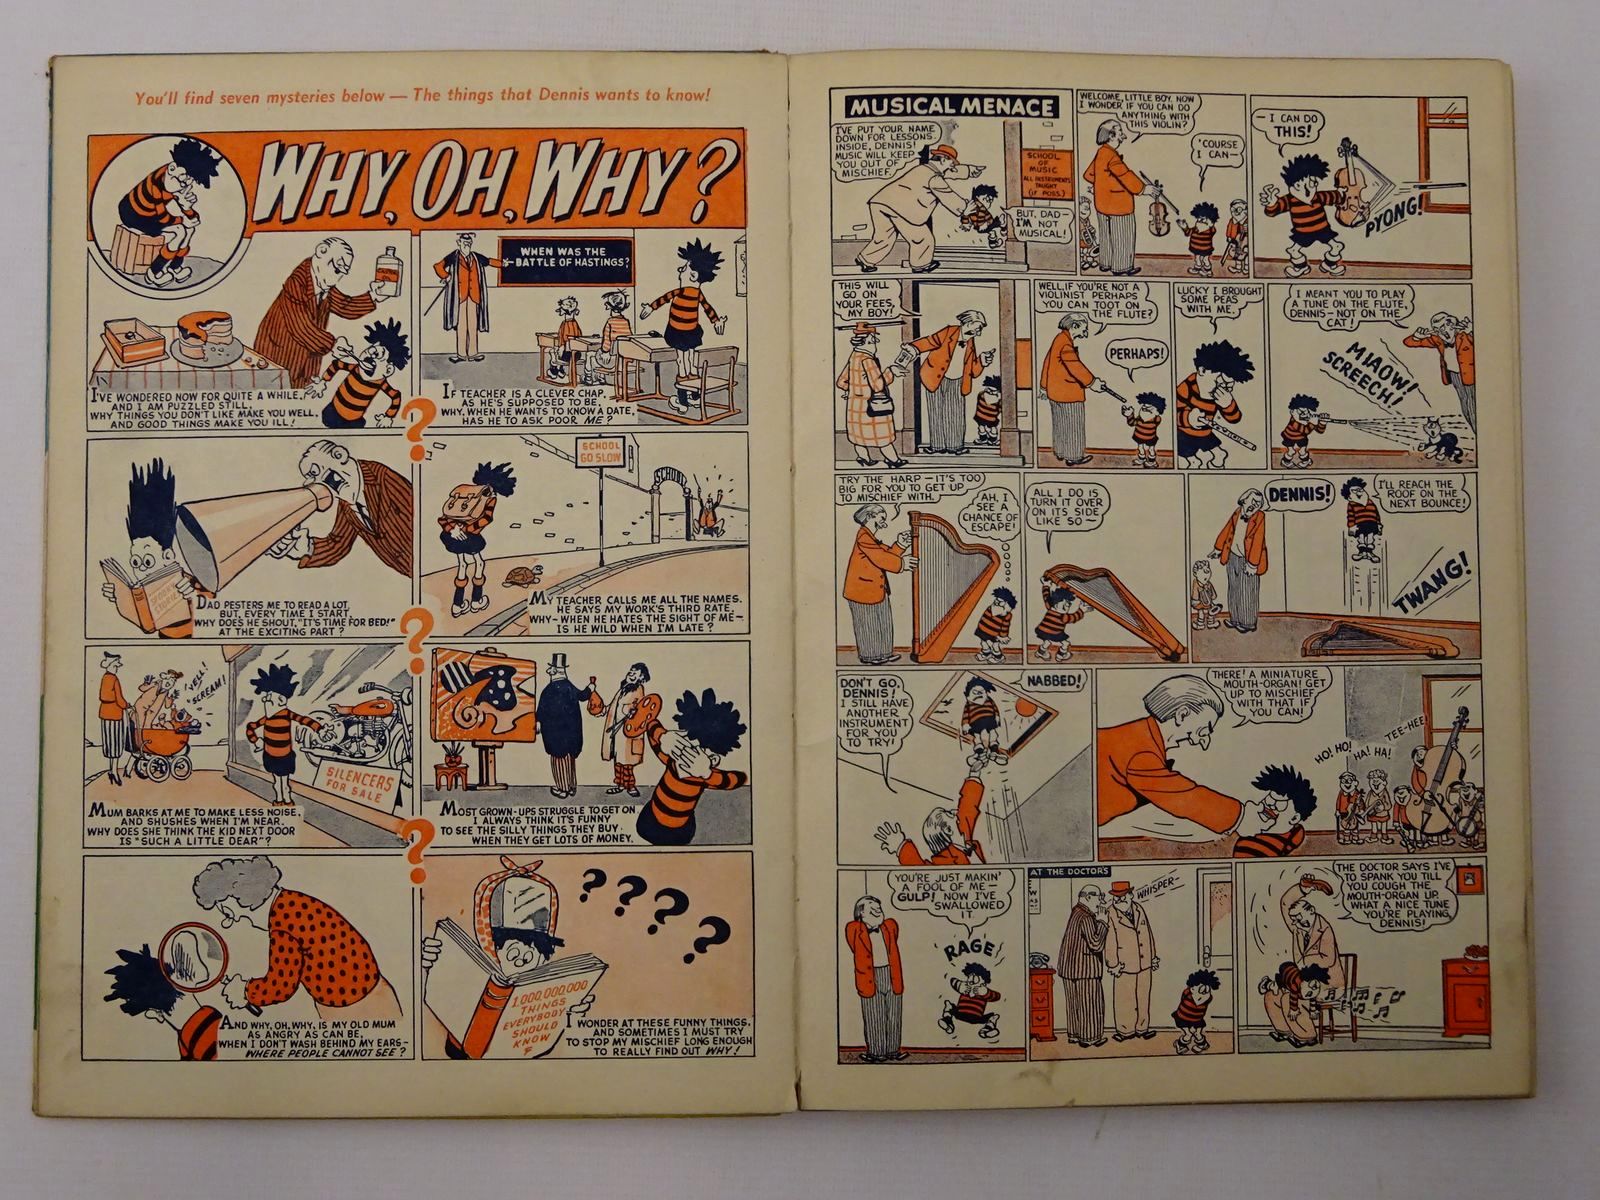 You'll find seven mysteries below — The things that Dennis wants to know!
WHY, OH, WHY?
CASTOR OIL
I'VE WONDERED NOW FOR QUITE A WHILE,
AND I AM PUZZLED STILL,
WHY THINGS YOU DON'T LIKE MAKE YOU WELL,
AND GOOD THINGS MAKE YOU ILL!
WHEN WAS THE
BATTLE OF HASTINGS?
IF TEACHER IS A CLEVER CHAP,
AS HE'S SUPPOSED TO BE,
WHY, WHEN HE WANTS TO KNOW A DATE,
HAS HE TO ASK POOR ME?
?
SPOOK
STORIES
DAD PESTERS ME TO READ A LOT,
BUT, EVERY TIME I START,
WHY DOES HE SHOUT, "IT'S TIME FOR BED!"
AT THE EXCITING PART?
SCHOOL
GO SLOW
SCHOOL
MY TEACHER CALLS ME ALL THE NAMES.
HE SAYS MY WORK'S THIRD RATE.
WHY—WHEN HE HATES THE SIGHT OF ME—
IS HE WILD WHEN I'M LATE?
?
YELL!
SCREAM!
SILENCERS
FOR SALE
MUM BARKS AT ME TO MAKE LESS NOISE,
AND SHUSHES WHEN I'M NEAR.
WHY DOES SHE THINK THE KID NEXT DOOR
IS "SUCH A LITTLE DEAR"?
MOST GROWN-UPS STRUGGLE TO GET ON
I ALWAYS THINK IT'S FUNNY
TO SEE THE SILLY THINGS THEY BUY
WHEN THEY GET LOTS OF MONEY.
?
AND WHY, OH, WHY, IS MY OLD MUM
AS ANGRY AS CAN BE,
WHEN I DON'T WASH BEHIND MY EARS—
WHERE PEOPLE CANNOT SEE?
? ? ? ? ?
1,000,000,000
THINGS
EVERYBODY
SHOULD
KNOW
I WONDER AT THESE FUNNY THINGS,
AND SOMETIMES I MUST TRY
TO STOP MY MISCHIEF LONG ENOUGH
TO REALLY FIND OUT WHY!
MUSICAL MENACE
I'VE PUT YOUR NAME
DOWN FOR LESSONS
INSIDE, DENNIS!
MUSIC WILL KEEP
YOU OUT OF
MISCHIEF.
SCHOOL
OF
MUSIC
ALL INSTRUMENTS
TAUGHT
(IF POSS.)
BUT, DAD—
I'M NOT
MUSICAL!
WELCOME, LITTLE BOY. NOW
I WONDER IF YOU CAN DO
ANYTHING WITH
THIS VIOLIN?
'COURSE
I CAN—
—I CAN DO
THIS!
PYONG!
THIS WILL
GO ON
YOUR FEES,
MY BOY!
WELL, IF YOU'RE NOT A
VIOLINIST PERHAPS
YOU CAN TOOT ON
THE FLUTE?
PERHAPS!
LUCKY I BROUGHT
SOME PEAS
WITH ME.
I MEANT YOU TO PLAY
A TUNE ON THE FLUTE,
DENNIS—NOT ON THE
CAT!
MIAOW!
SCREECH!
TRY THE HARP—IT'S TOO
BIG FOR YOU TO GET UP
TO MISCHIEF WITH.
AH, I
SEE A
CHANCE OF
ESCAPE!
ALL I DO IS
TURN IT OVER
ON ITS SIDE
LIKE SO—
DENNIS!
I'LL REACH THE
ROOF ON THE
NEXT BOUNCE!
TWANG!
DON'T GO,
DENNIS!
I STILL HAVE
ANOTHER
INSTRUMENT
FOR YOU
TO TRY!
NABBED!
THERE! A MINIATURE
MOUTH-ORGAN! GET
UP TO MISCHIEF
WITH THAT IF
YOU CAN!
HO! HO!
HA! HA!
TEE-HEE
YOU'RE JUST MAKIN'
A FOOL OF ME—
GULP! NOW I'VE
SWALLOWED
IT.
RAGE!
AT THE DOCTOR'S
WHISPER—
THE DOCTOR SAYS I'VE
TO SPANK YOU TILL
YOU COUGH THE
MOUTH-ORGAN UP.
WHAT A NICE TUNE
YOU'RE PLAYING,
DENNIS!